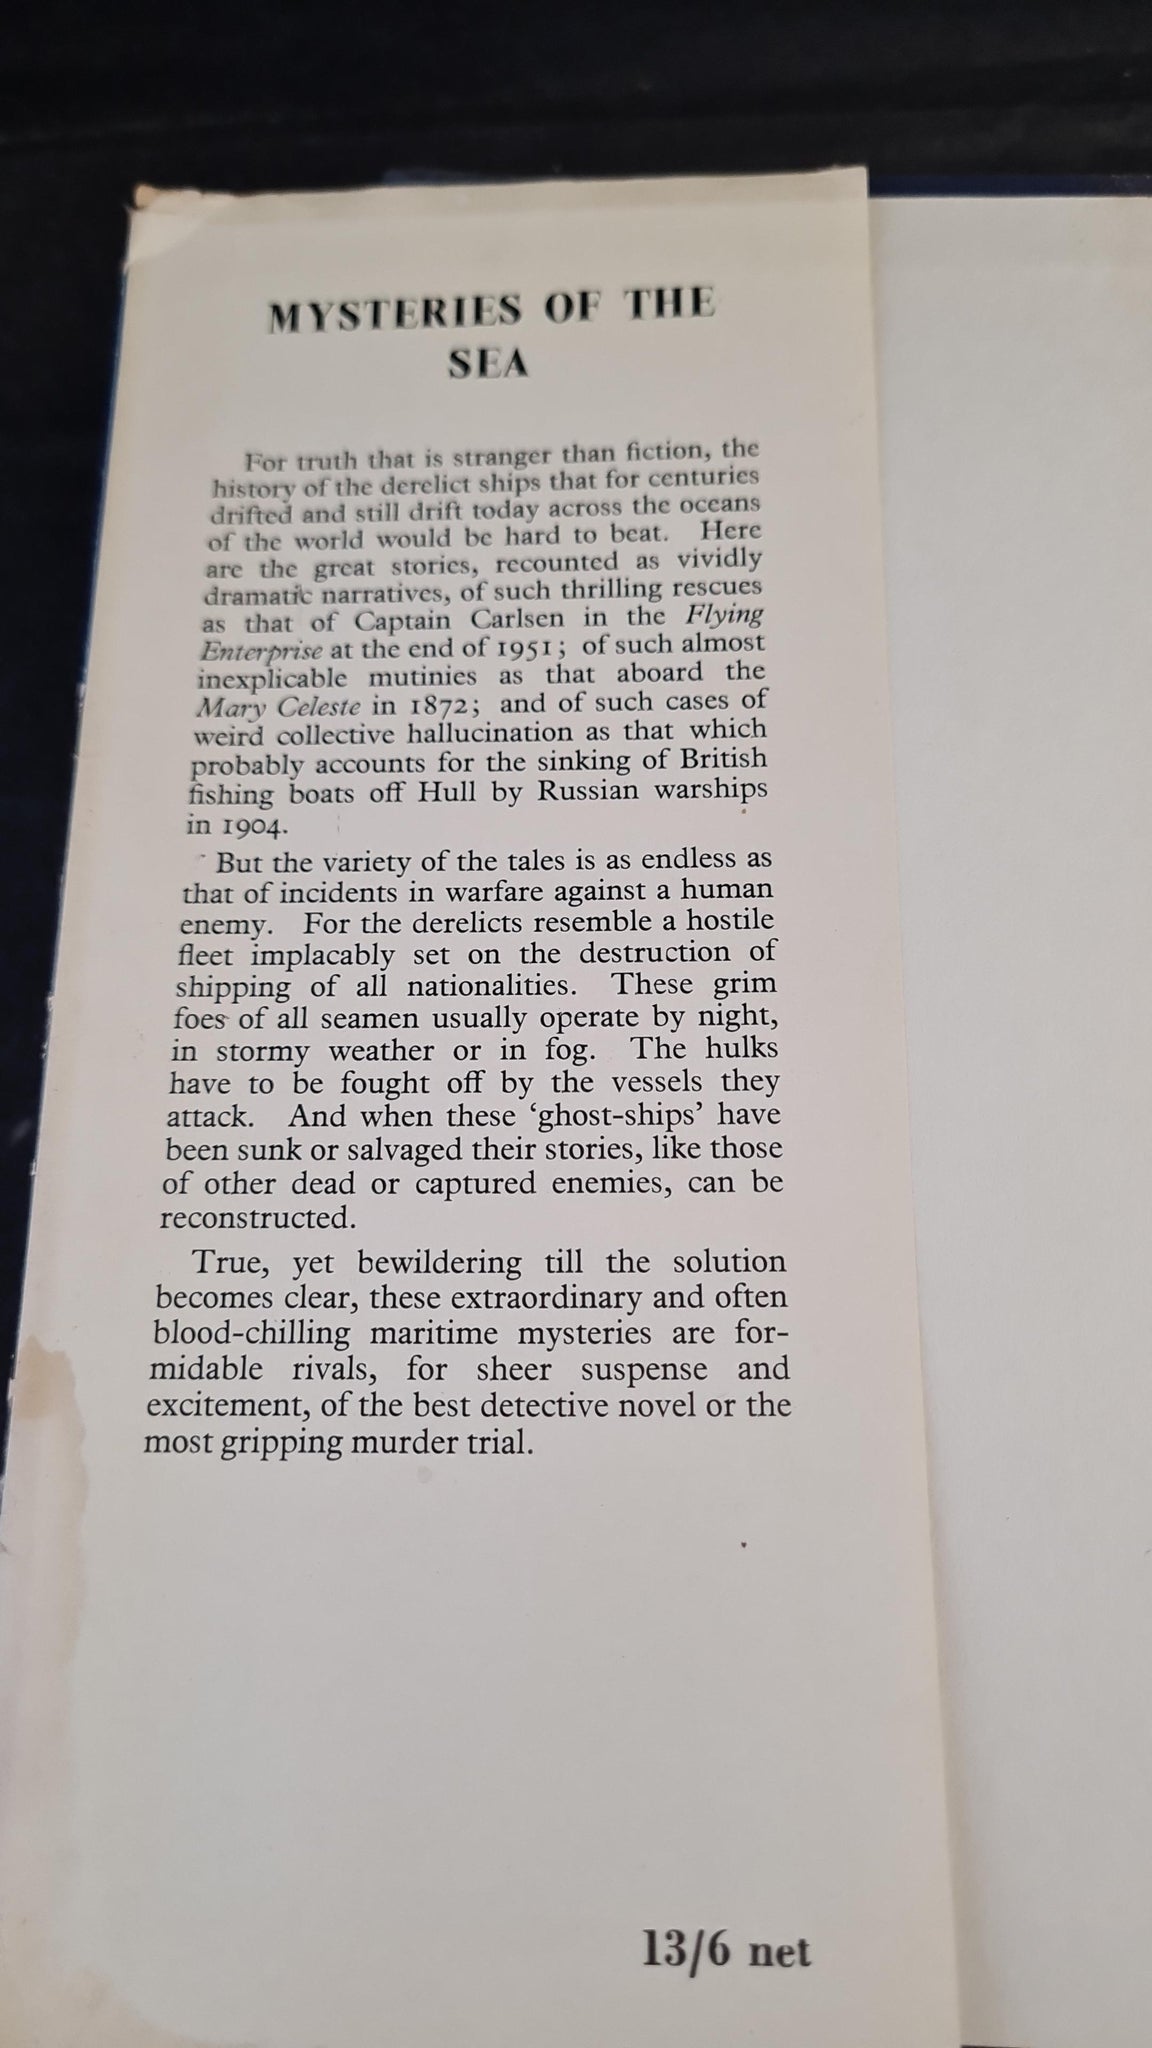 MYSTERIES OF THE
SEA
For truth that is stranger than fiction, the
history of the derelict ships that for centuries
drifted and still drift today across the oceans
of the world would be hard to beat. Here
are the great stories, recounted as vividly
dramatic narratives, of such thrilling rescues
as that of Captain Carlsen in the Flying
Enterprise at the end of 1951; of such almost
inexplicable mutinies as that aboard the
Mary Celeste in 1872; and of such cases of
weird collective hallucination as that which
probably accounts for the sinking of British
fishing boats off Hull by Russian warships
in 1904.
But the variety of the tales is as endless as
that of incidents in warfare against a human
enemy. For the derelicts resemble a hostile
fleet implacably set on the destruction of
shipping of all nationalities. These grim
foes of all seamen usually operate by night,
in stormy weather or in fog. The hulks
have to be fought off by the vessels they
attack. And when these ‘ghost-ships’ have
been sunk or salvaged their stories, like those
of other dead or captured enemies, can be
reconstructed.
True, yet bewildering till the solution
becomes clear, these extraordinary and often
blood-chilling maritime mysteries are for-
midable rivals, for sheer suspense and
excitement, of the best detective novel or the
most gripping murder trial.
13/6 net